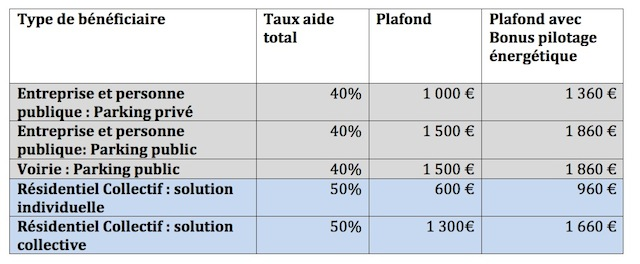 Type de bénéficiaire Taux aide Plafond Plafond avec
total Bonus pilotage
énergétique
Entreprise et personne 40% 1 000 € 1 360 €
publique : Parking privé
Entreprise et personne 40% 1 500 € 1 860 €
publique: Parking public
Voirie : Parking public 40% 1 500 € 1 860 €
Résidentiel Collectif : solution 50% 600 € 960 €
individuelle
Résidentiel Collectif : solution 50% 1 300€ 1 660 €
collective